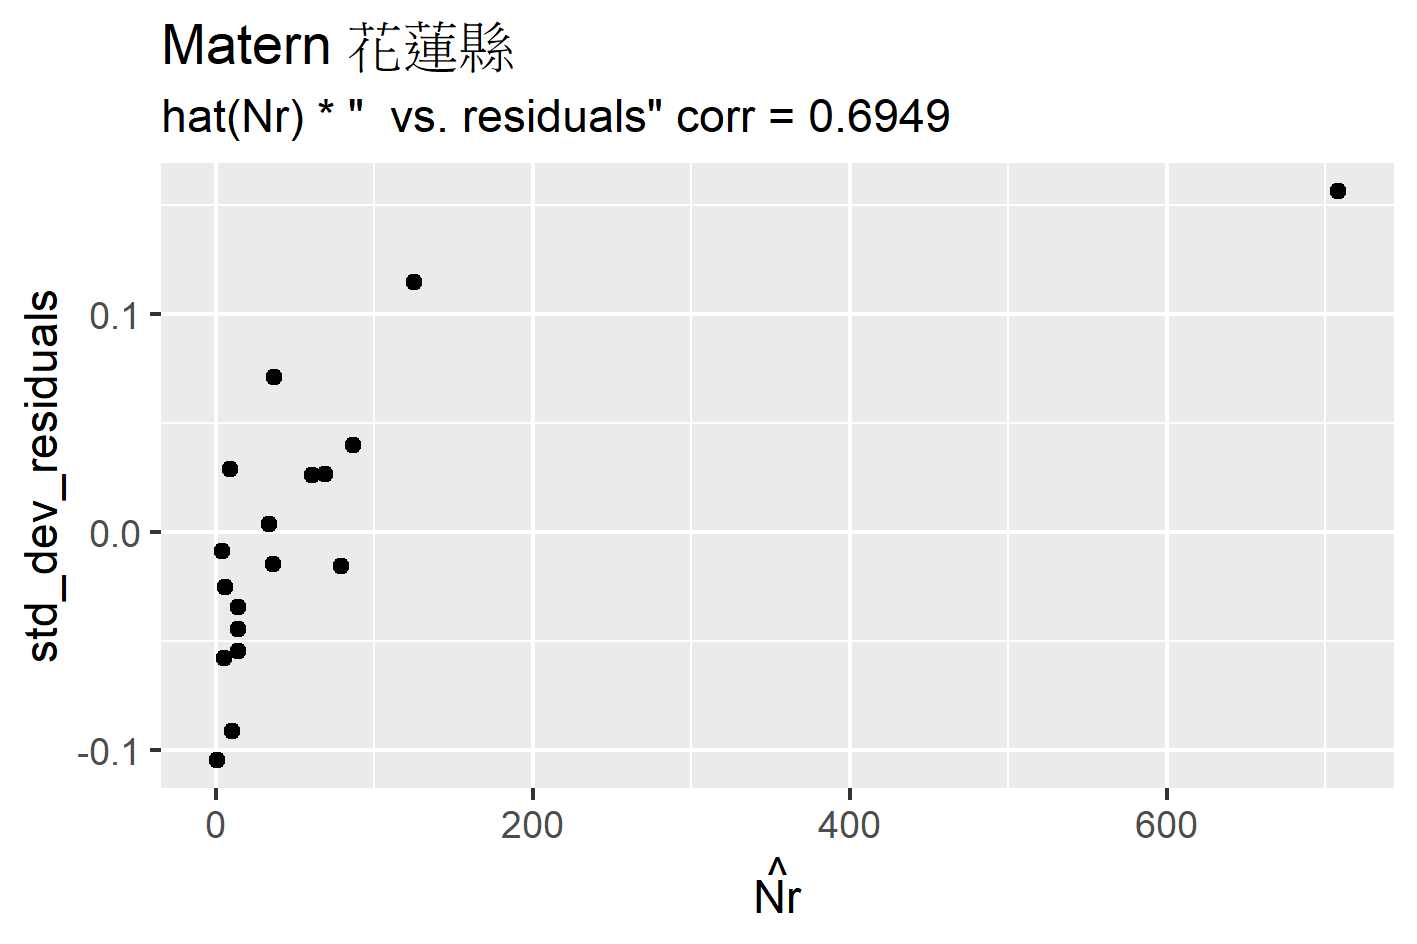 Matern 花蓮縣
hat(Nr) * "  vs. residuals" corr = 0.6949
std_dev_residuals
0.1
0.0
-0.1
0
200
400
600
N̂r